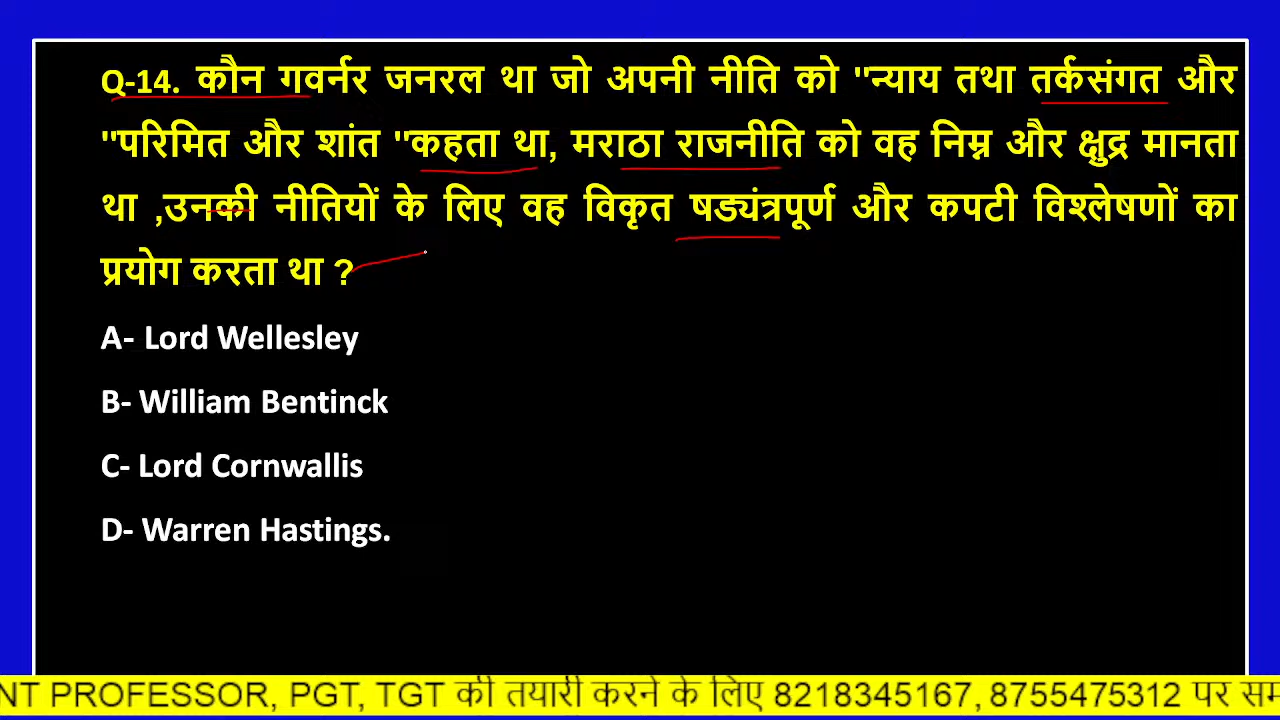 Q-14. कौन गवर्नर जनरल था जो अपनी नीति को "न्याय तथा तर्कसंगत और
"परिमित और शांत "कहता था, मराठा राजनीति को वह निम्न और क्षुद्र मानता
था ,उनकी नीतियों के लिए वह विकृत षड्यंत्रपूर्ण और कपटी विश्लेषणों का
प्रयोग करता था ?
A- Lord Wellesley
B- William Bentinck
C- Lord Cornwallis
D- Warren Hastings.
NT PROFESSOR, PGT, TGT की तयारी करने के लिए 8218345167, 8755475312 पर सम